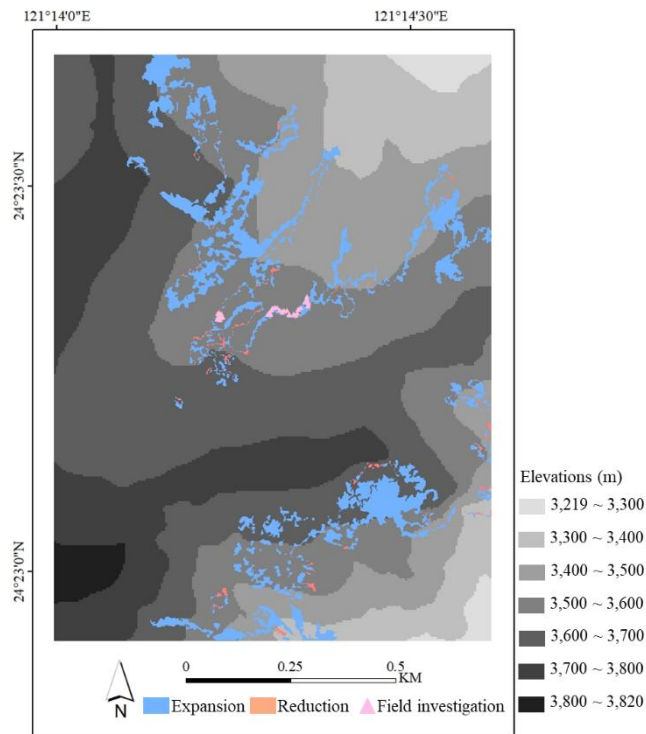 121°14'0"E 121°14'30"E
24°23'30"N
24°23'0"N
Elevations (m)
3,219 ~ 3,300
3,300 ~ 3,400
3,400 ~ 3,500
3,500 ~ 3,600
3,600 ~ 3,700
3,700 ~ 3,800
3,800 ~ 3,820
0 0.25 0.5
KM
N
Expansion Reduction Field investigation